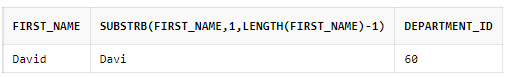 FIRST_NAME SUBSTRB(FIRST_NAME,1,LENGTH(FIRST_NAME)-1) DEPARTMENT_ID
David Davi 60